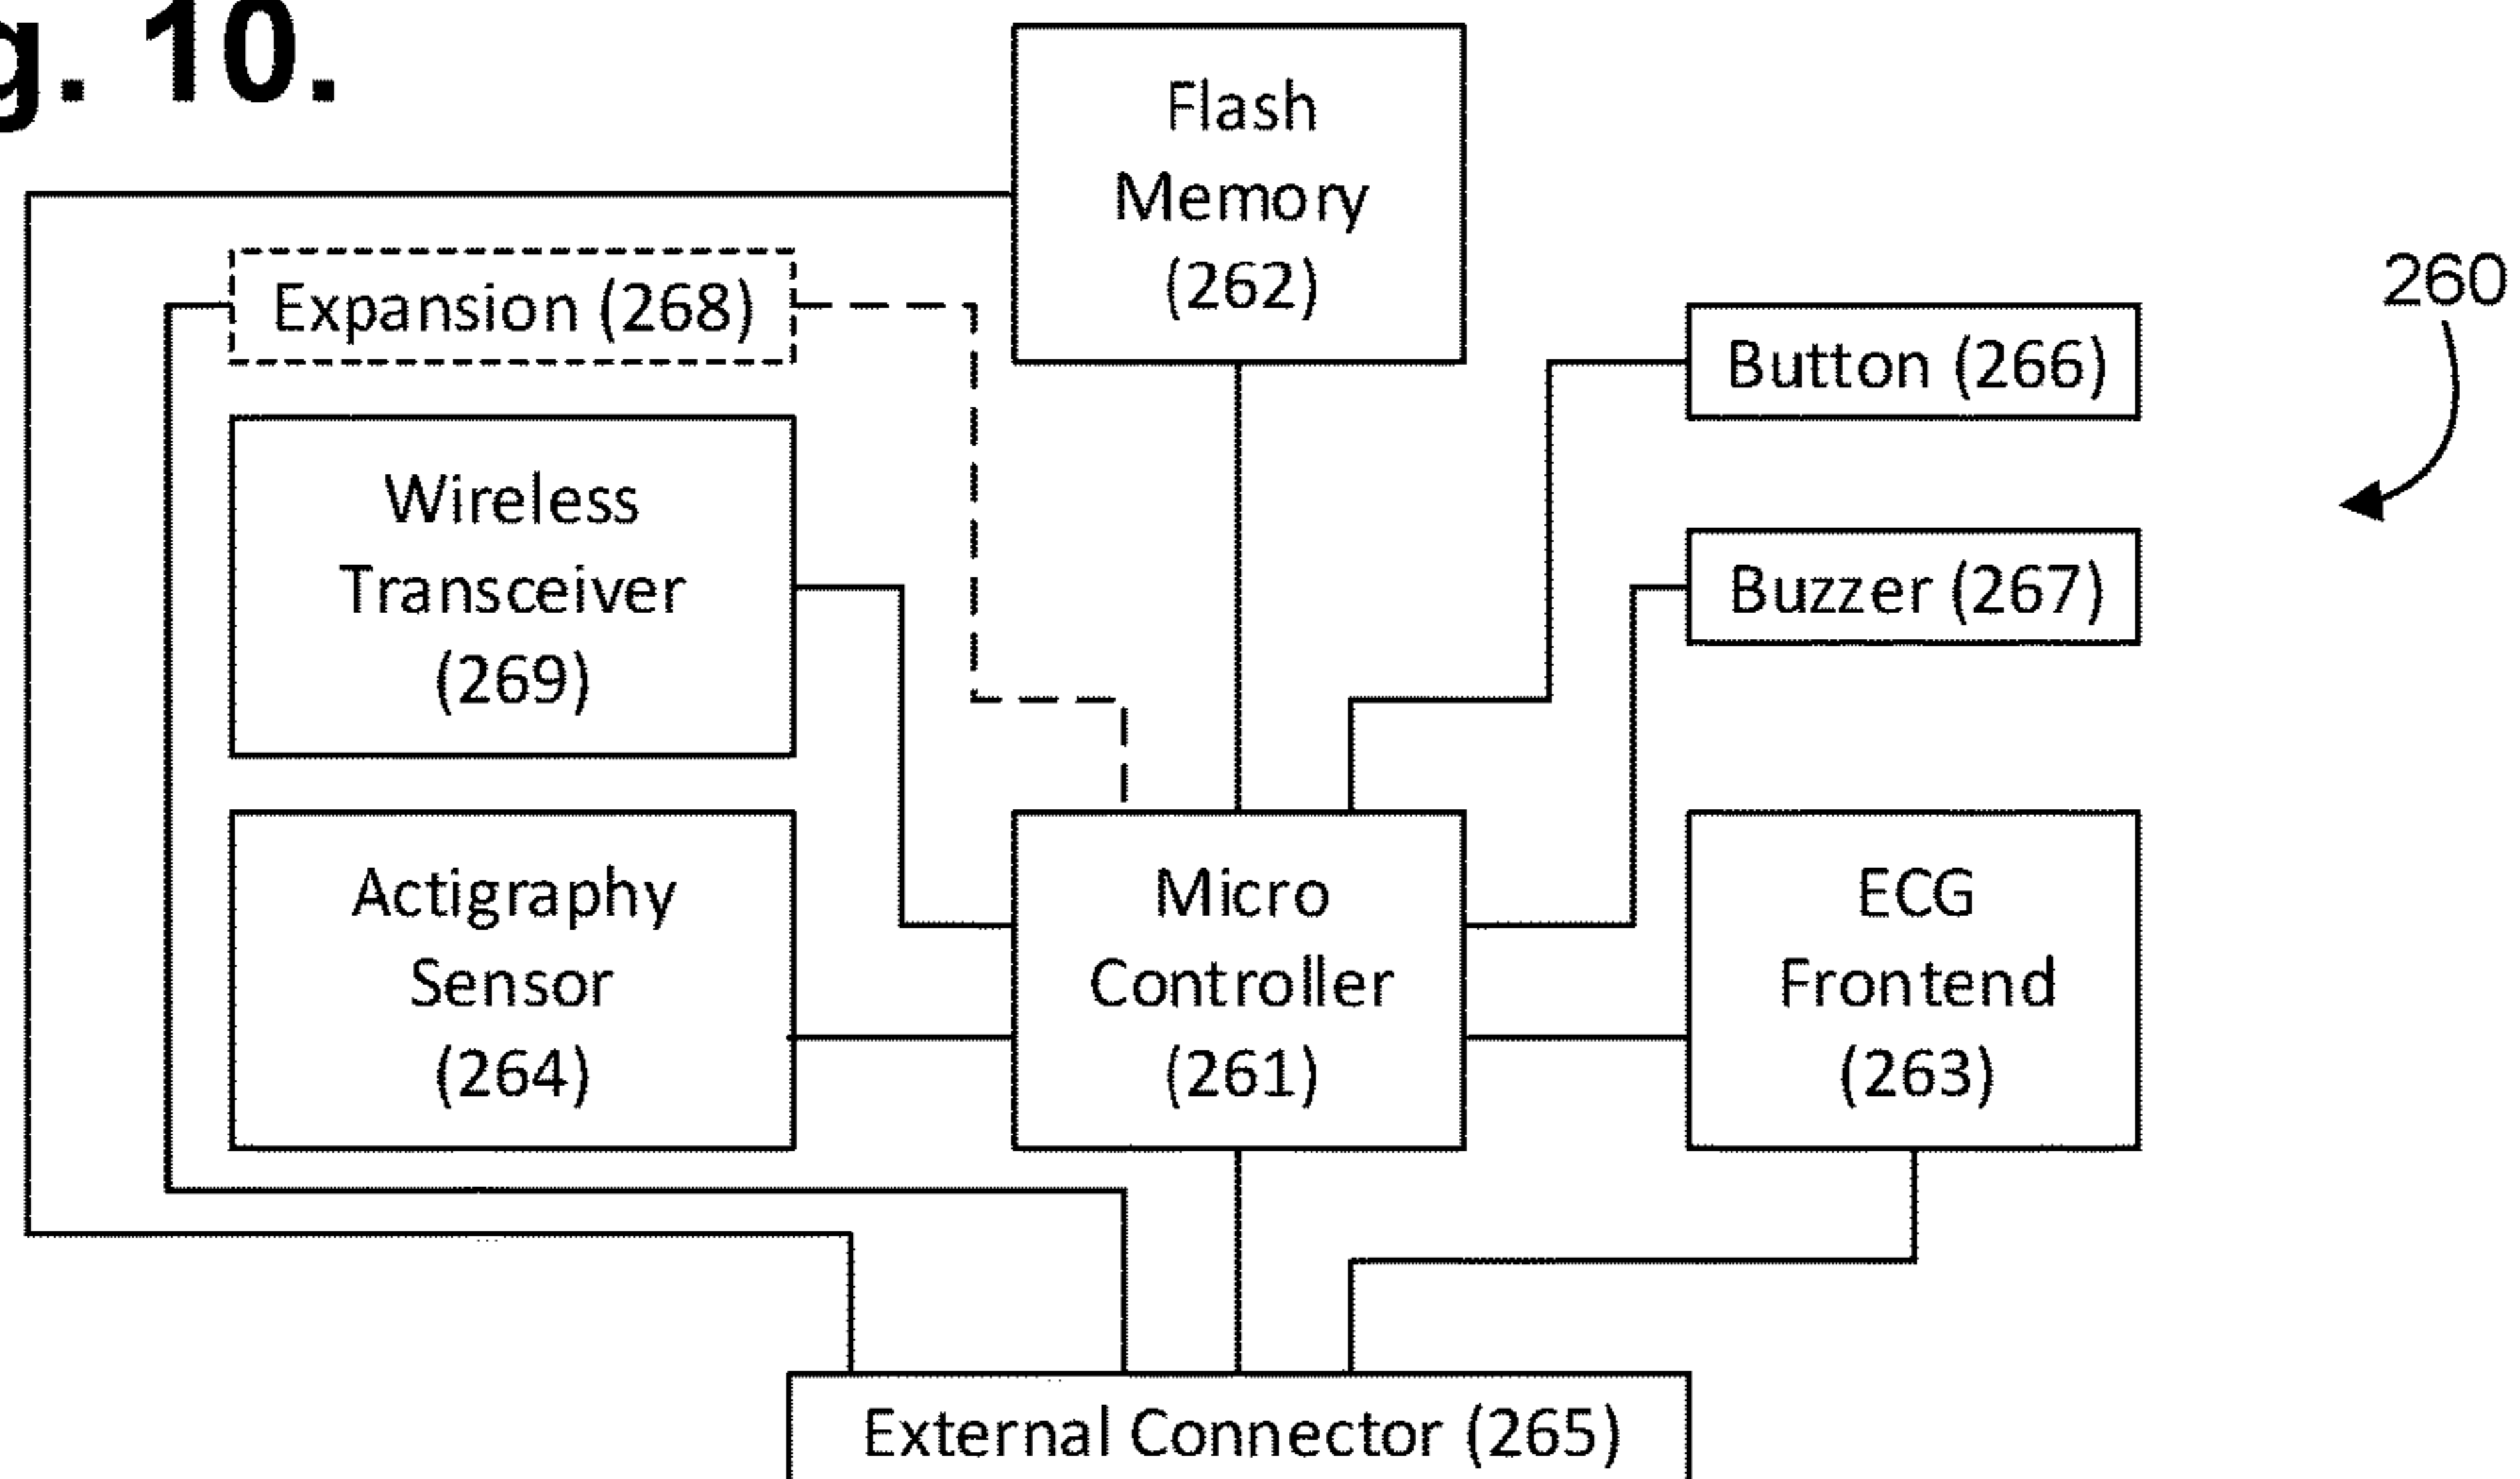 g. 10.
Flash
Memory
(262)
Expansion (268)
260
Button (266)
Wireless
Transceiver
(269)
Buzzer (267)
Actigraphy
Sensor
(264)
Micro
Controller
(261)
ECG
Frontend
(263)
External Connector (265)